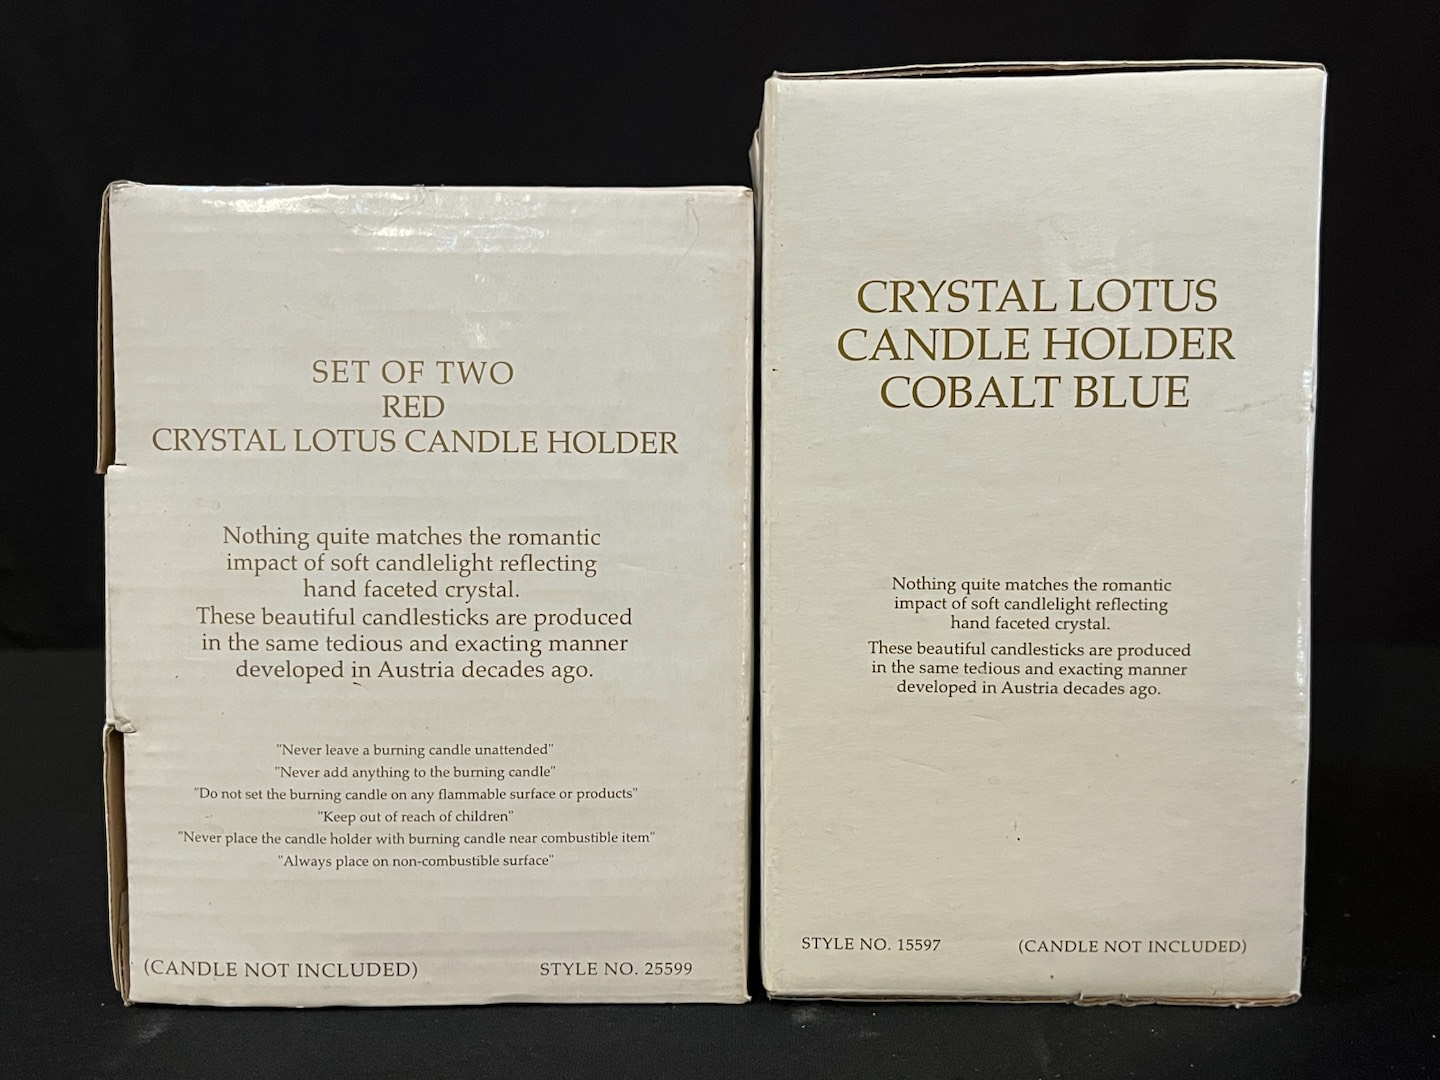 SET OF TWO
RED
CRYSTAL LOTUS CANDLE HOLDER
Nothing quite matches the romantic
impact of soft candlelight reflecting
hand faceted crystal.
These beautiful candlesticks are produced
in the same tedious and exacting manner
developed in Austria decades ago.
"Never leave a burning candle unattended"
"Never add anything to the burning candle"
"Do not set the burning candle on any flammable surface or products"
"Keep out of reach of children"
"Never place the candle holder with burning candle near combustible item"
"Always place on non-combustible surface"
(CANDLE NOT INCLUDED) STYLE NO. 25599
CRYSTAL LOTUS
CANDLE HOLDER
COBALT BLUE
Nothing quite matches the romantic
impact of soft candlelight reflecting
hand faceted crystal.
These beautiful candlesticks are produced
in the same tedious and exacting manner
developed in Austria decades ago.
STYLE NO. 15597 (CANDLE NOT INCLUDED)